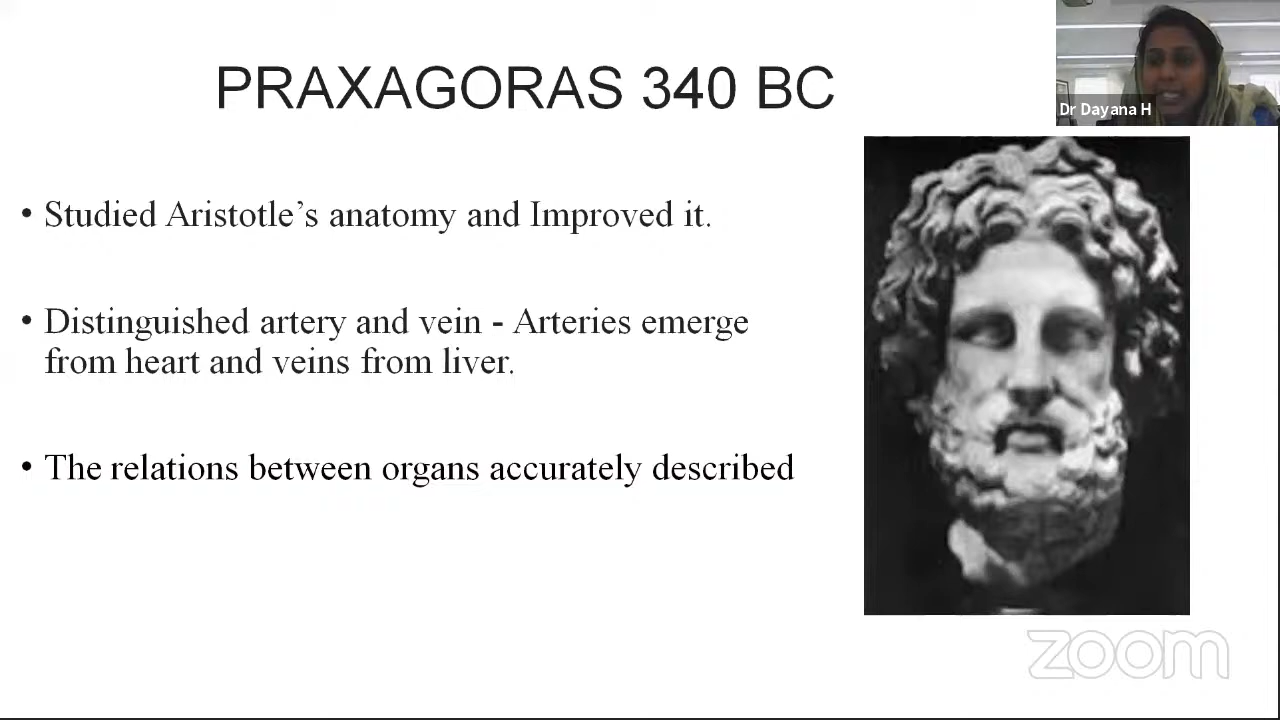 PRAXAGORAS 340 BC
Dr Dayana H
• Studied Aristotle’s anatomy and Improved it.
• Distinguished artery and vein - Arteries emerge
from heart and veins from liver.
• The relations between organs accurately described
zoom